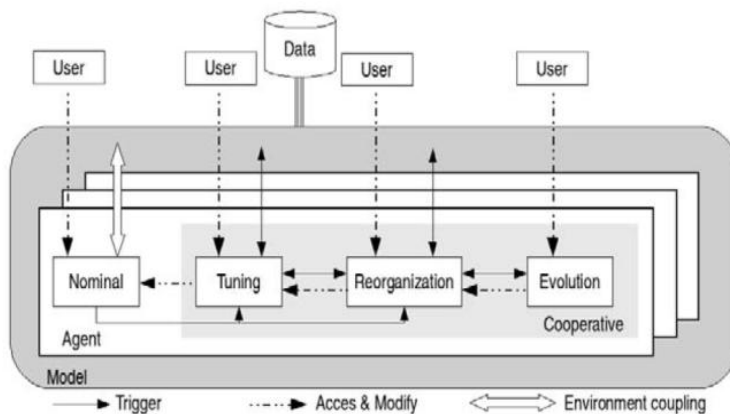 Data
User
User
User
User
Nominal
Tuning
Reorganization
Evolution
Cooperative
Agent
Model
Trigger
Acces & Modify
Environment coupling